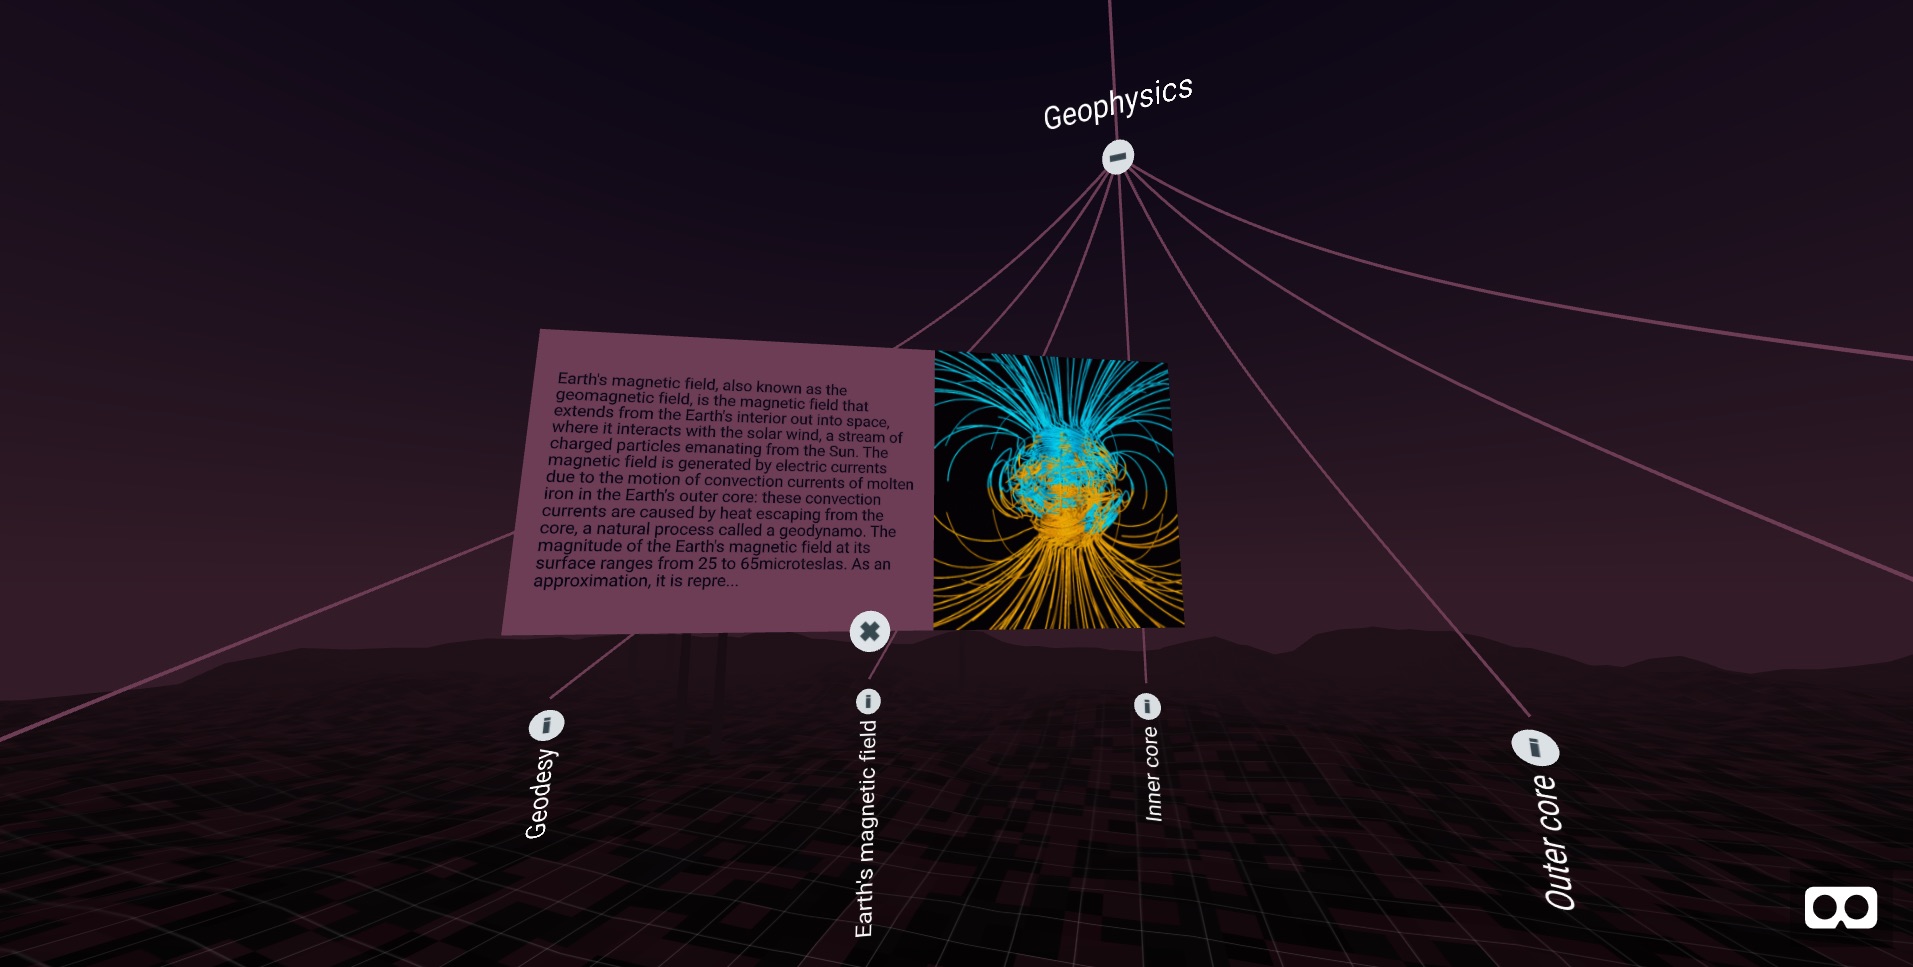 Geophysics
Earth's magnetic field, also known as the
geomagnetic field, is the magnetic field that
extends from the Earth's interior out into space,
where it interacts with the solar wind, a stream of
charged particles emanating from the Sun. The
magnetic field is generated by electric currents
due to the motion of convection currents of molten
iron in the Earth's outer core: these convection
currents are caused by heat escaping from the
core, a natural process called a geodynamo. The
magnitude of the Earth's magnetic field at its
surface ranges from 25 to 65microteslas. As an
approximation, it is repre...
i
Geodesy
i
Earth's magnetic field
i
Inner core
i
Outer core